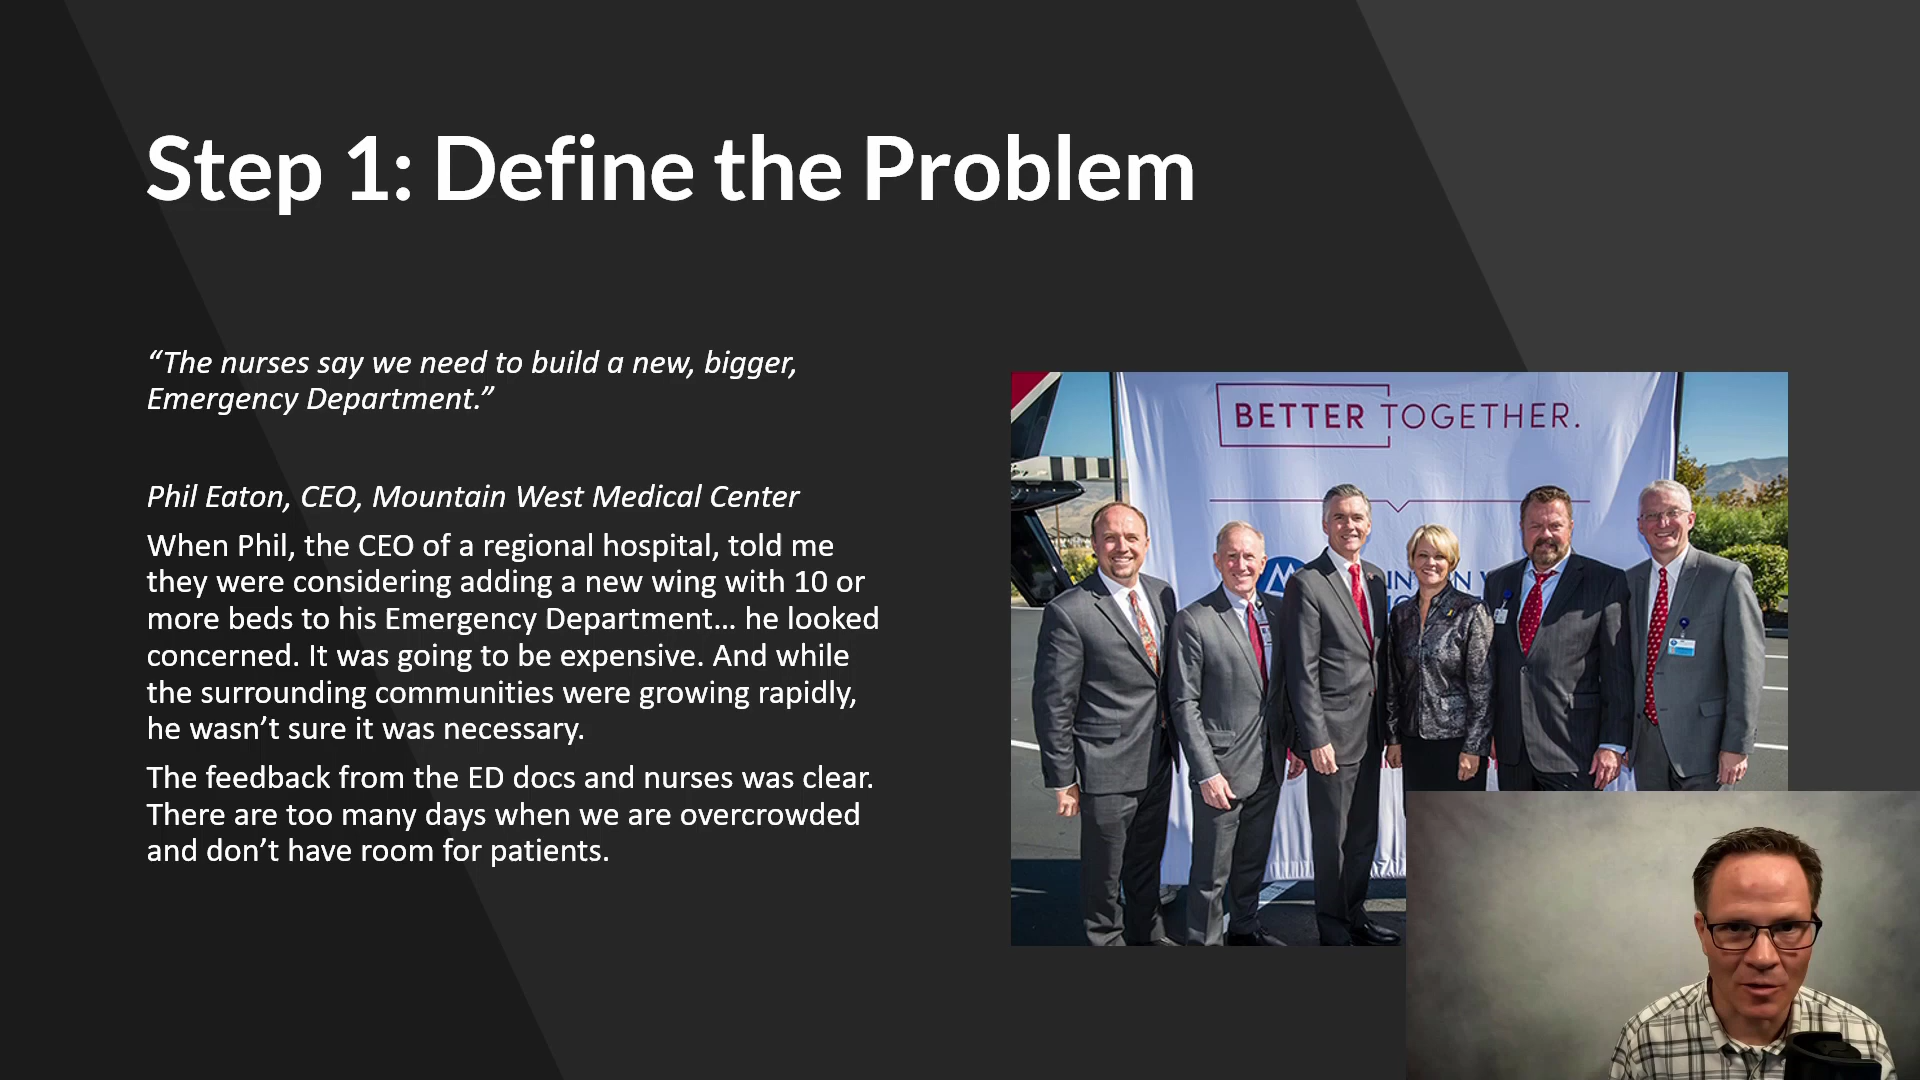 Step 1: Define the Problem
“The nurses say we need to build a new, bigger,
Emergency Department.”
Phil Eaton, CEO, Mountain West Medical Center
When Phil, the CEO of a regional hospital, told me
they were considering adding a new wing with 10 or
more beds to his Emergency Department... he looked
concerned. It was going to be expensive. And while
the surrounding communities were growing rapidly,
he wasn’t sure it was necessary.
The feedback from the ED docs and nurses was clear.
There are too many days when we are overcrowded
and don’t have room for patients.
BETTER TOGETHER.